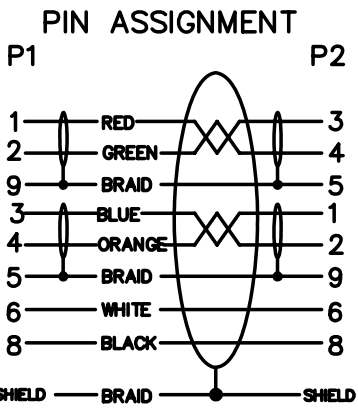 PIN ASSIGNMENT
P1 P2
1 RED 3
2 GREEN 4
9 BRAID 5
3 BLUE 1
4 ORANGE 2
5 BRAID 9
6 WHITE 6
8 BLACK 8
SHIELD BRAID SHIELD